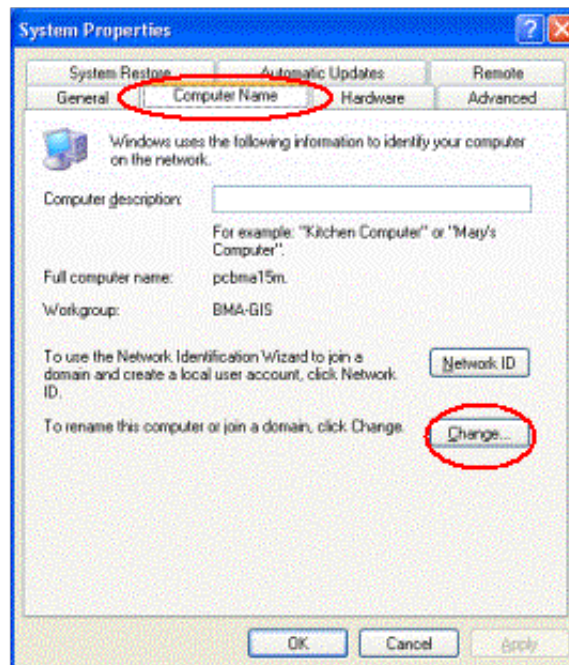 System Properties
System Restore Automatic Updates Remote
General Computer Name Hardware Advanced
Windows uses the following information to identify your computer
on the network.
Computer description:
For example: "Kitchen Computer" or "Mary's
Computer".
Full computer name: pcbma15m.
Workgroup: BMA-GIS
To use the Network Identification Wizard to join a
domain and create a local user account, click Network
ID.
Network ID
To rename this computer or join a domain, click Change.
Change...
OK Cancel Apply